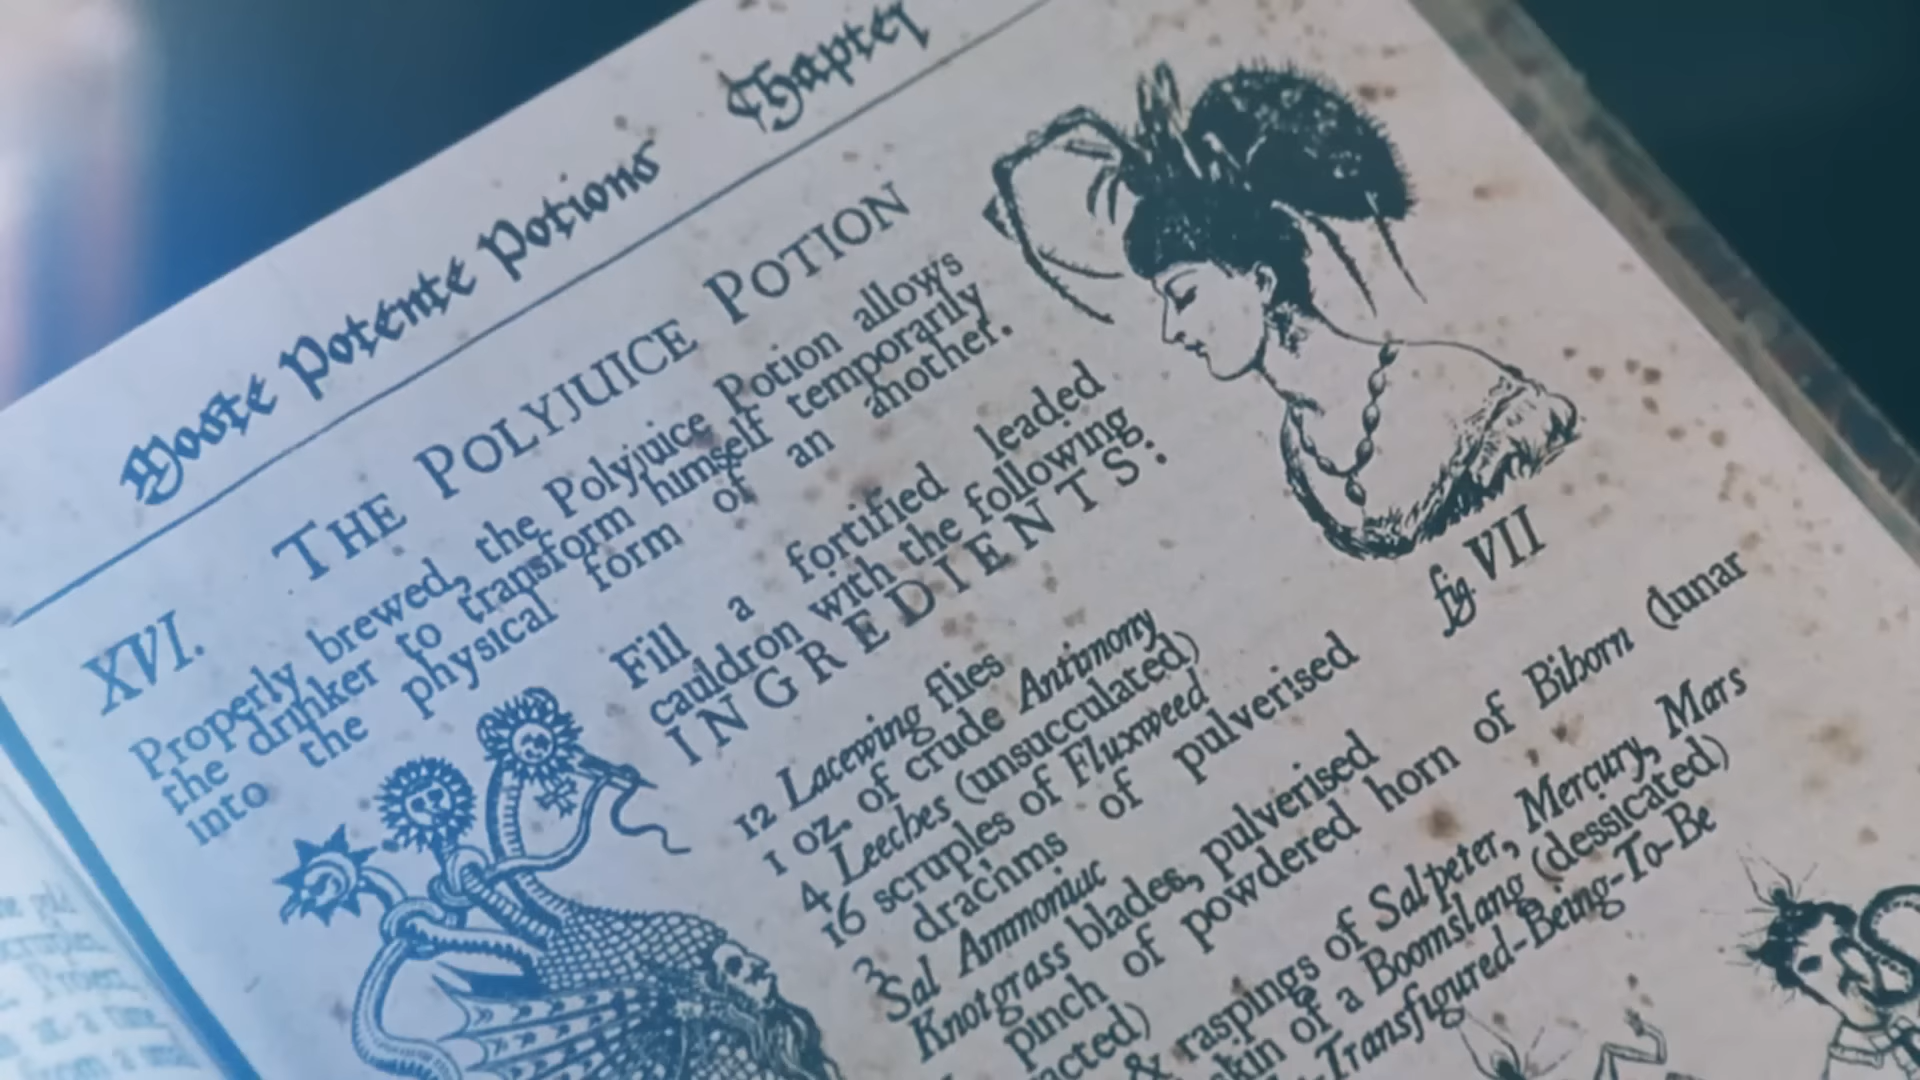 Moste Potente Potions Chapter
XVI. THE POLYJUICE POTION
Properly brewed, the Polyjuice Potion allows
the drinker to transform himself temporarily
into the physical form of an another.
Fill a fortified leaded
cauldron with the following
INGREDIENTS:
12 Lacewing flies
1 oz. of crude Antimony
4 Leeches (unsucculated)
16 scruples of Fluxweed
3 drachms of pulverised
Sal Ammoniac
Knotgrass blades, pulverised
pinch of powdered horn of Bihorn (lunar
& raspings of Salpeter, Mercury, Mars
skin of a Boomslang (dessicated)
Transfigured-Being-To-Be
fig VII
from a